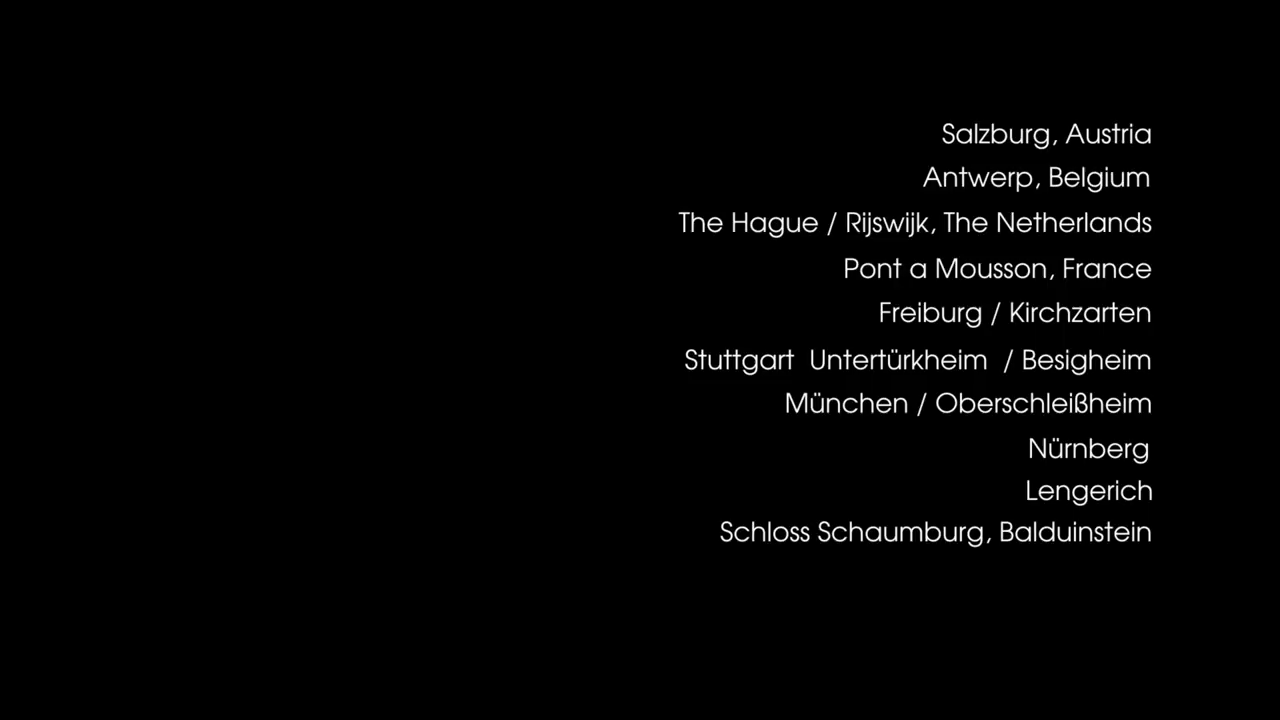 Salzburg, Austria
Antwerp, Belgium
The Hague / Rijswijk, The Netherlands
Pont a Mousson, France
Freiburg / Kirchzarten
Stuttgart  Untertürkheim  / Besigheim
München / Oberschleißheim
Nürnberg
Lengerich
Schloss Schaumburg, Balduinstein